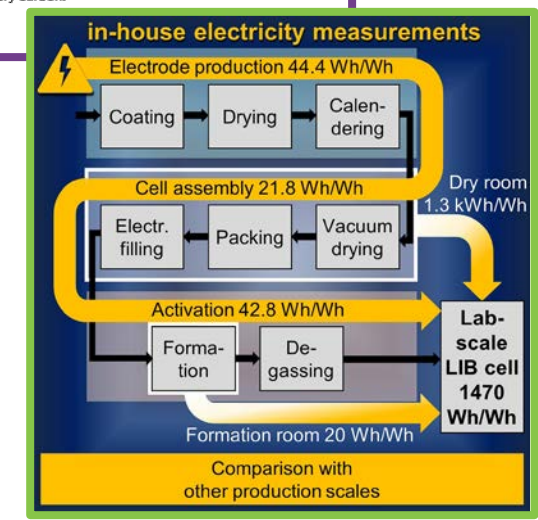 in-house electricity measurements
Electrode production 44.4 Wh/Wh
Coating
Drying
Calen-
dering
Cell assembly 21.8 Wh/Wh
Dry room
1.3 kWh/Wh
Electr.
filling
Packing
Vacuum
drying
Activation 42.8 Wh/Wh
Forma-
tion
De-
gassing
Lab-
scale
LIB cell
1470
Wh/Wh
Formation room 20 Wh/Wh
Comparison with
other production scales